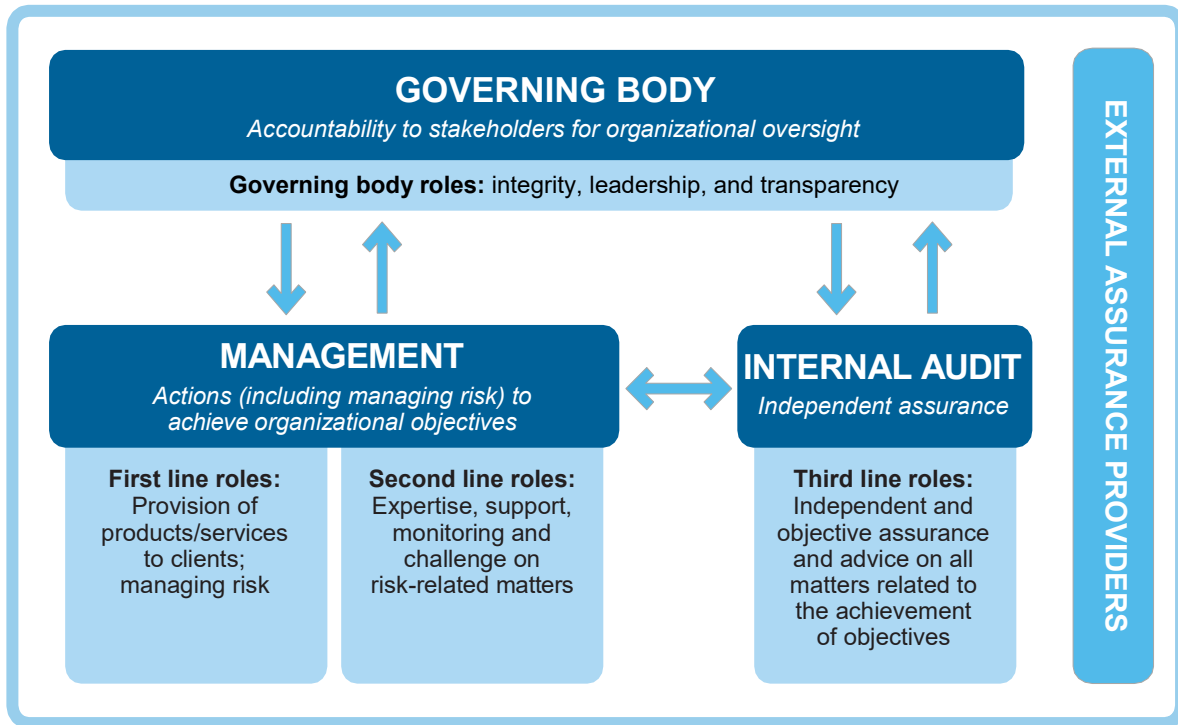 GOVERNING BODY
Accountability to stakeholders for organizational oversight
Governing body roles: integrity, leadership, and transparency
MANAGEMENT
Actions (including managing risk) to
achieve organizational objectives
First line roles:
Provision of
products/services
to clients;
managing risk
Second line roles:
Expertise, support,
monitoring and
challenge on
risk-related matters
INTERNAL AUDIT
Independent assurance
Third line roles:
Independent and
objective assurance
and advice on all
matters related to
the achievement
of objectives
EXTERNAL ASSURANCE PROVIDERS